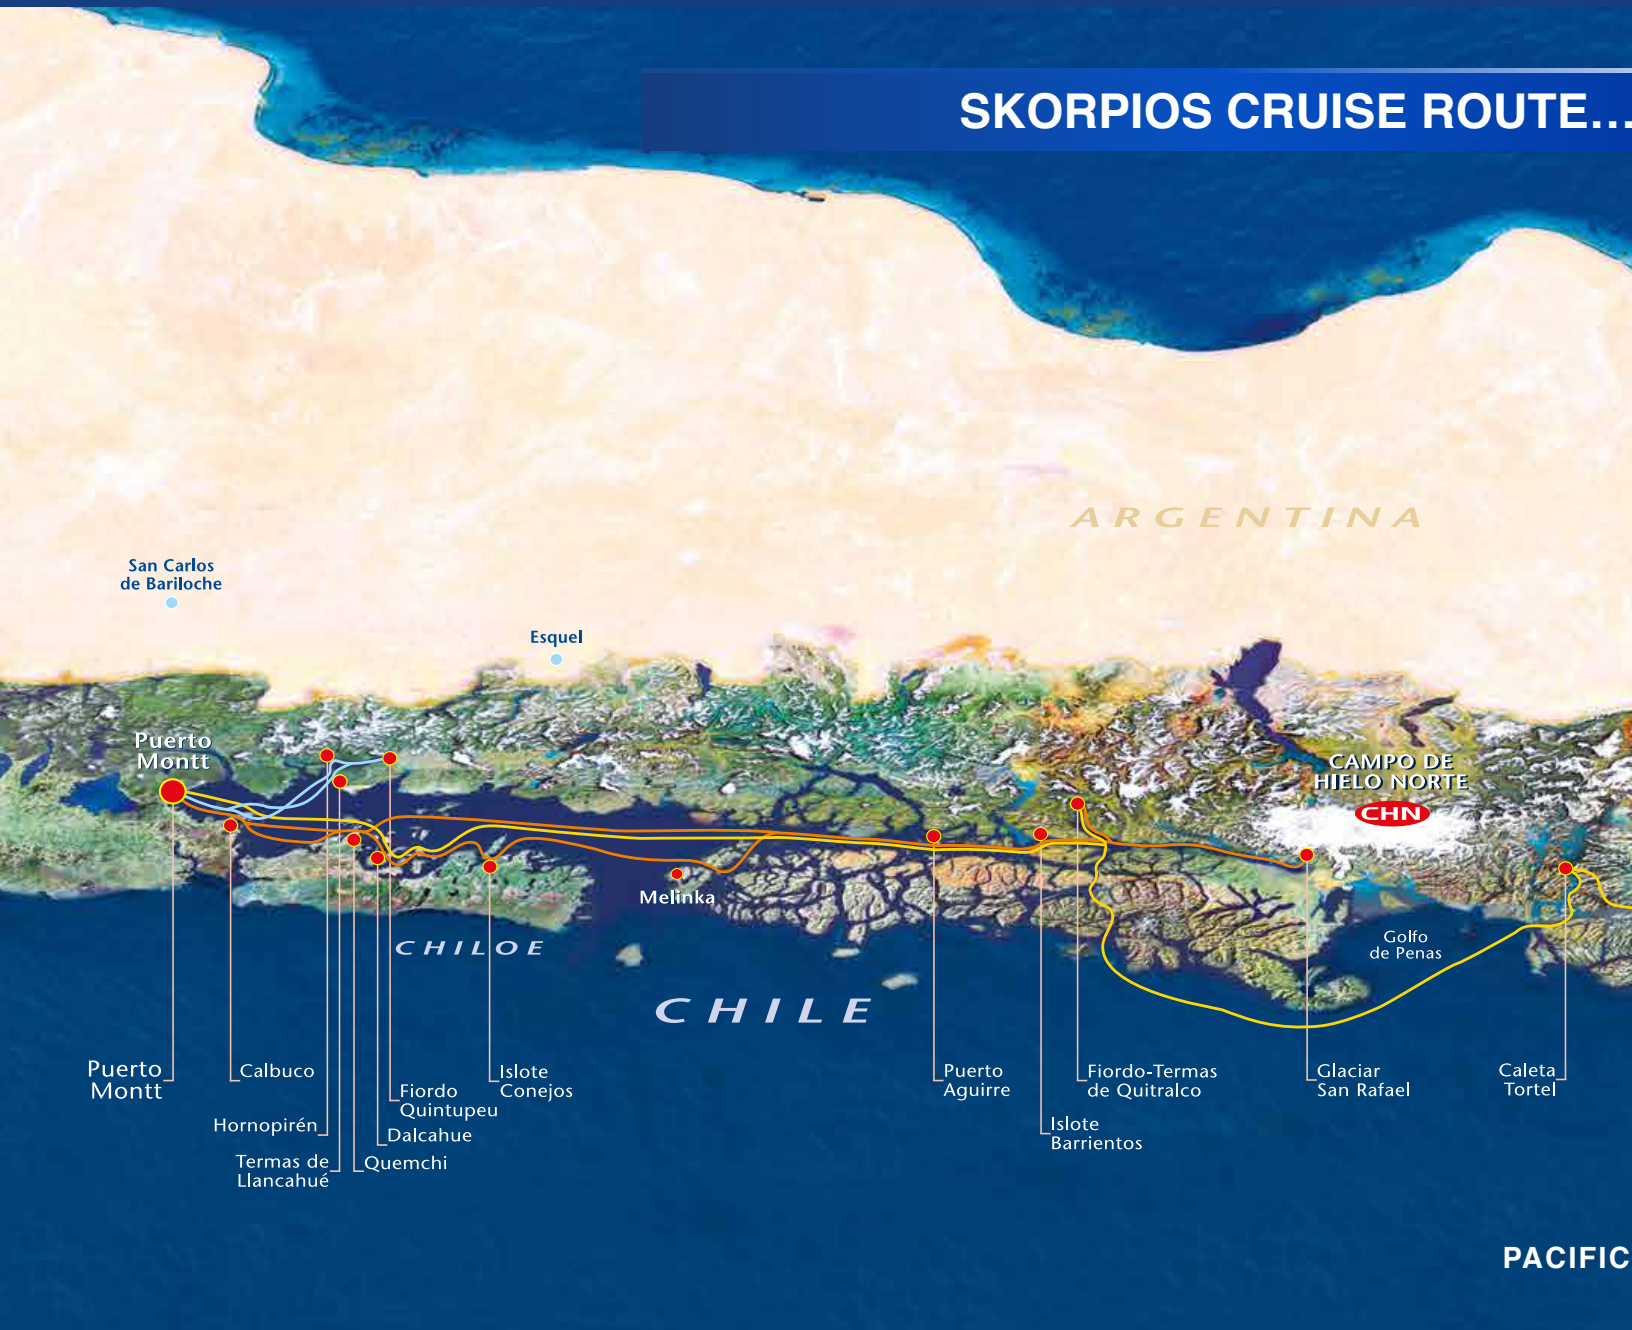 SKORPIOS CRUISE ROUTE...
ARGENTINA
San Carlos
de Bariloche
Esquel
Puerto
Montt
CAMPO DE
HIELO NORTE
CHN
Melinka
Golfo
de Penas
CHILOE
CHILE
Puerto
Montt
Calbuco
Hornopirén
Termas de
Llancahué
Fiordo
Quintupeu
Dalcahue
Quemchi
Islote
Conejos
Puerto
Aguirre
Islote
Barrientos
Fiordo-Termas
de Quitralco
Glaciar
San Rafael
Caleta
Tortel
PACIFIC